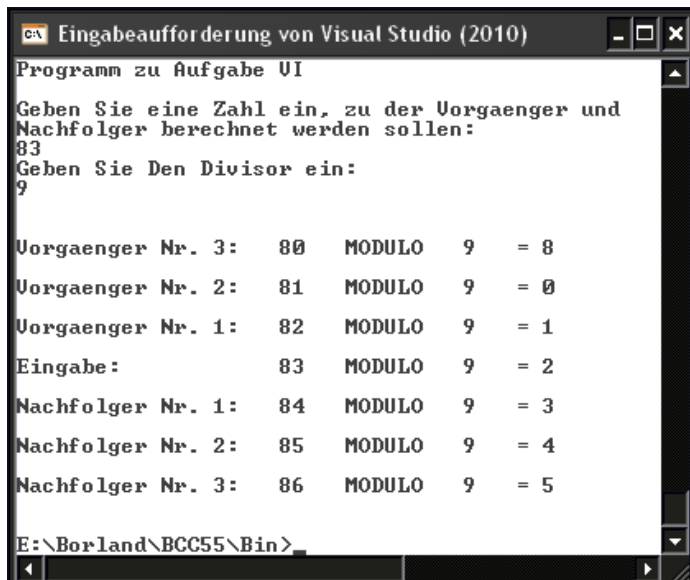 Eingabeaufforderung von Visual Studio (2010)
Programm zu Aufgabe VI
Geben Sie eine Zahl ein, zu der Vorgaenger und
Nachfolger berechnet werden sollen:
83
Geben Sie Den Divisor ein:
9
Vorgaenger Nr. 3: 80 MODULO 9 = 8
Vorgaenger Nr. 2: 81 MODULO 9 = 0
Vorgaenger Nr. 1: 82 MODULO 9 = 1
Eingabe: 83 MODULO 9 = 2
Nachfolger Nr. 1: 84 MODULO 9 = 3
Nachfolger Nr. 2: 85 MODULO 9 = 4
Nachfolger Nr. 3: 86 MODULO 9 = 5
E:\Borland\BCC55\Bin>_